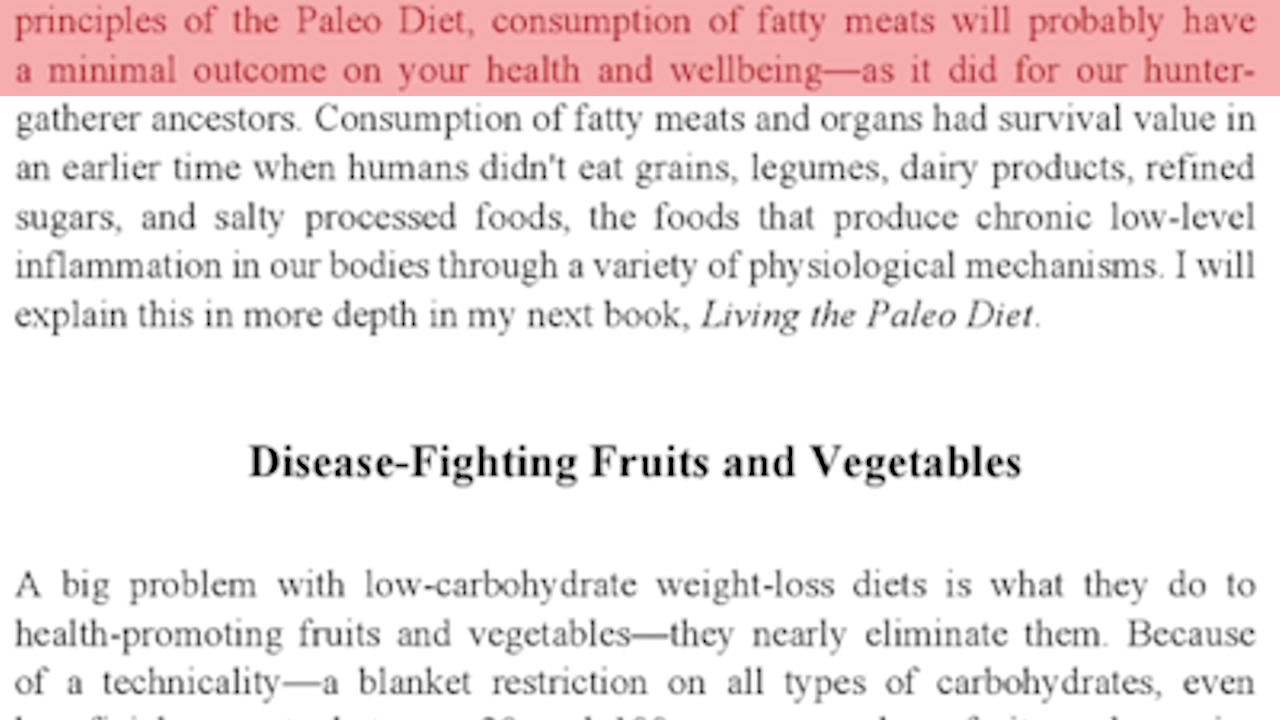 principles of the Paleo Diet, consumption of fatty meats will probably have
a minimal outcome on your health and wellbeing—as it did for our hunter-
gatherer ancestors. Consumption of fatty meats and organs had survival value in
an earlier time when humans didn't eat grains, legumes, dairy products, refined
sugars, and salty processed foods, the foods that produce chronic low-level
inflammation in our bodies through a variety of physiological mechanisms. I will
explain this in more depth in my next book, Living the Paleo Diet.
Disease-Fighting Fruits and Vegetables
A big problem with low-carbohydrate weight-loss diets is what they do to
health-promoting fruits and vegetables—they nearly eliminate them. Because
of a technicality—a blanket restriction on all types of carbohydrates, even